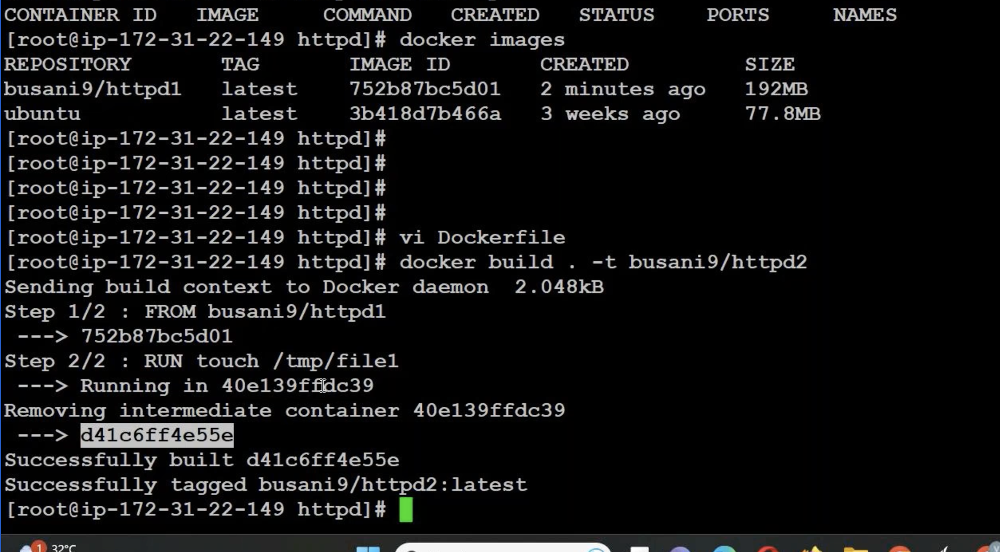 CONTAINER ID   IMAGE     COMMAND   CREATED   STATUS    PORTS     NAMES
[root@ip-172-31-22-149 httpd]# docker images
REPOSITORY       TAG       IMAGE ID       CREATED         SIZE
busani9/httpd1   latest    752b87bc5d01   2 minutes ago   192MB
ubuntu           latest    3b418d7b466a   3 weeks ago     77.8MB
[root@ip-172-31-22-149 httpd]#
[root@ip-172-31-22-149 httpd]#
[root@ip-172-31-22-149 httpd]#
[root@ip-172-31-22-149 httpd]#
[root@ip-172-31-22-149 httpd]# vi Dockerfile
[root@ip-172-31-22-149 httpd]# docker build . -t busani9/httpd2
Sending build context to Docker daemon  2.048kB
Step 1/2 : FROM busani9/httpd1
 ---> 752b87bc5d01
Step 2/2 : RUN touch /tmp/file1
 ---> Running in 40e139ffdc39
Removing intermediate container 40e139ffdc39
 ---> d41c6ff4e55e
Successfully built d41c6ff4e55e
Successfully tagged busani9/httpd2:latest
[root@ip-172-31-22-149 httpd]#
1 32°C